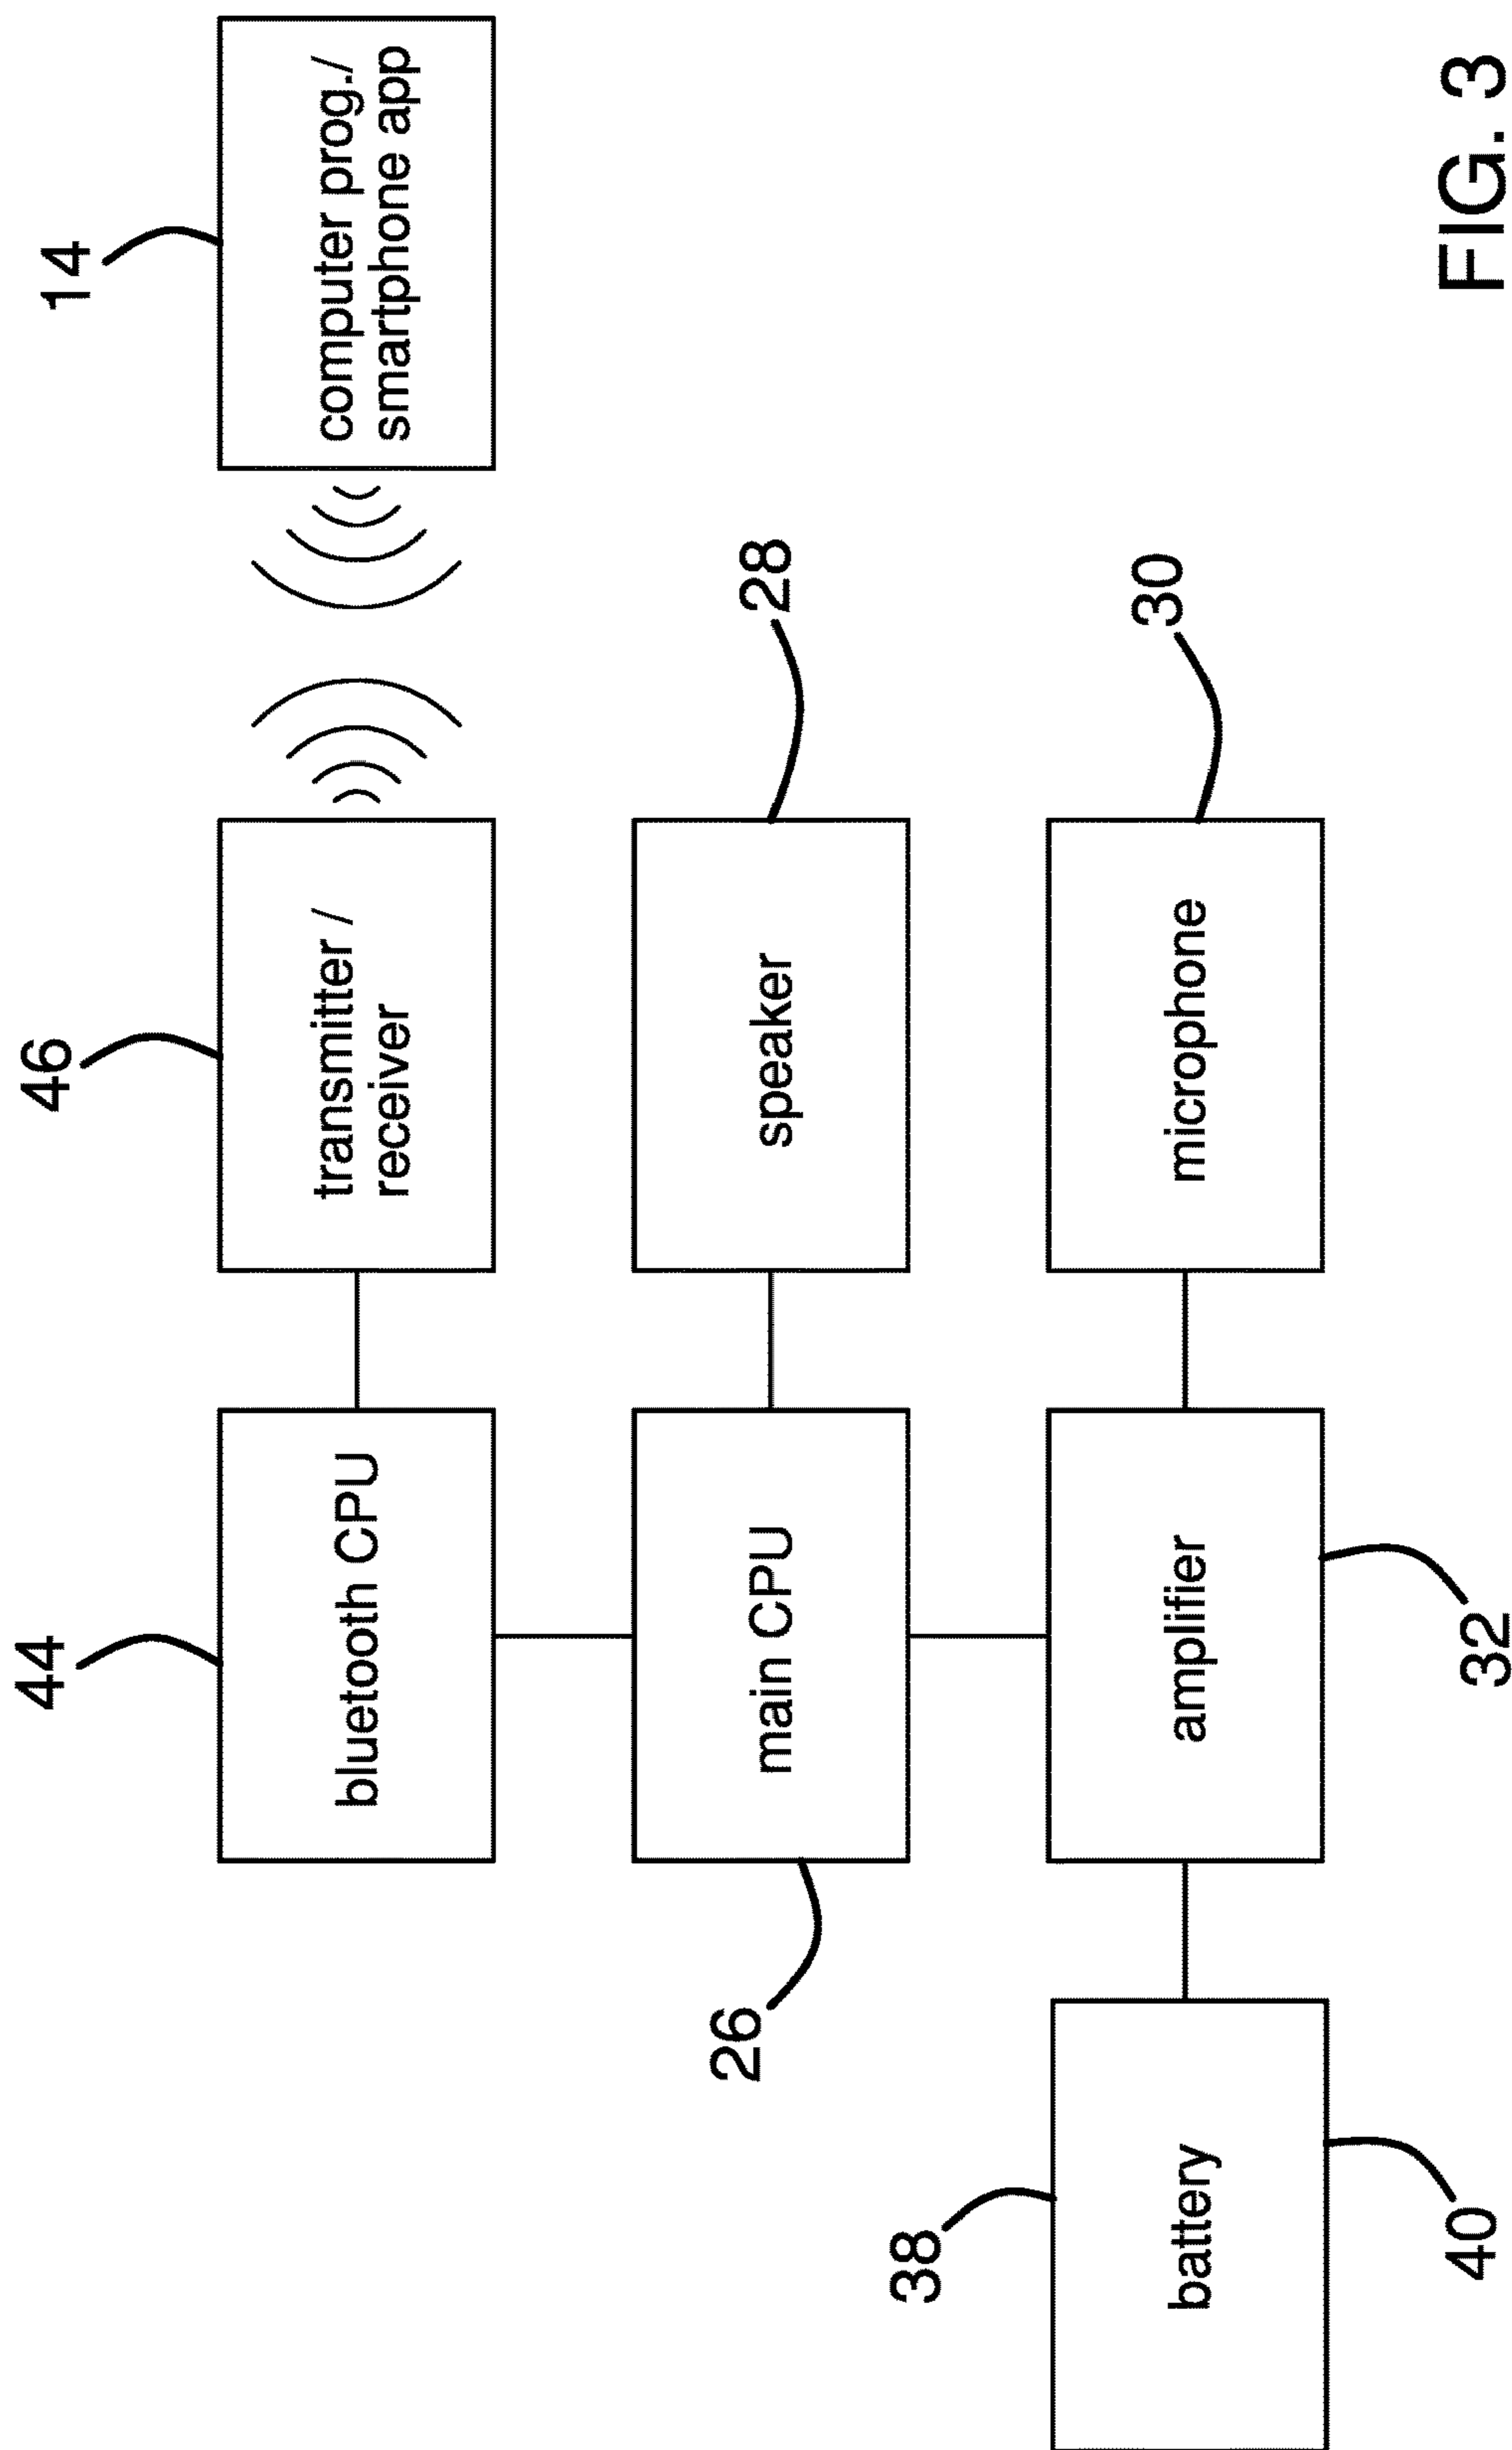 44
46
14
bluetooth CPU
transmitter /
receiver
computer prog./
smartphone app
26
28
main CPU
speaker
38
30
battery
amplifier
microphone
40
32
FIG. 3